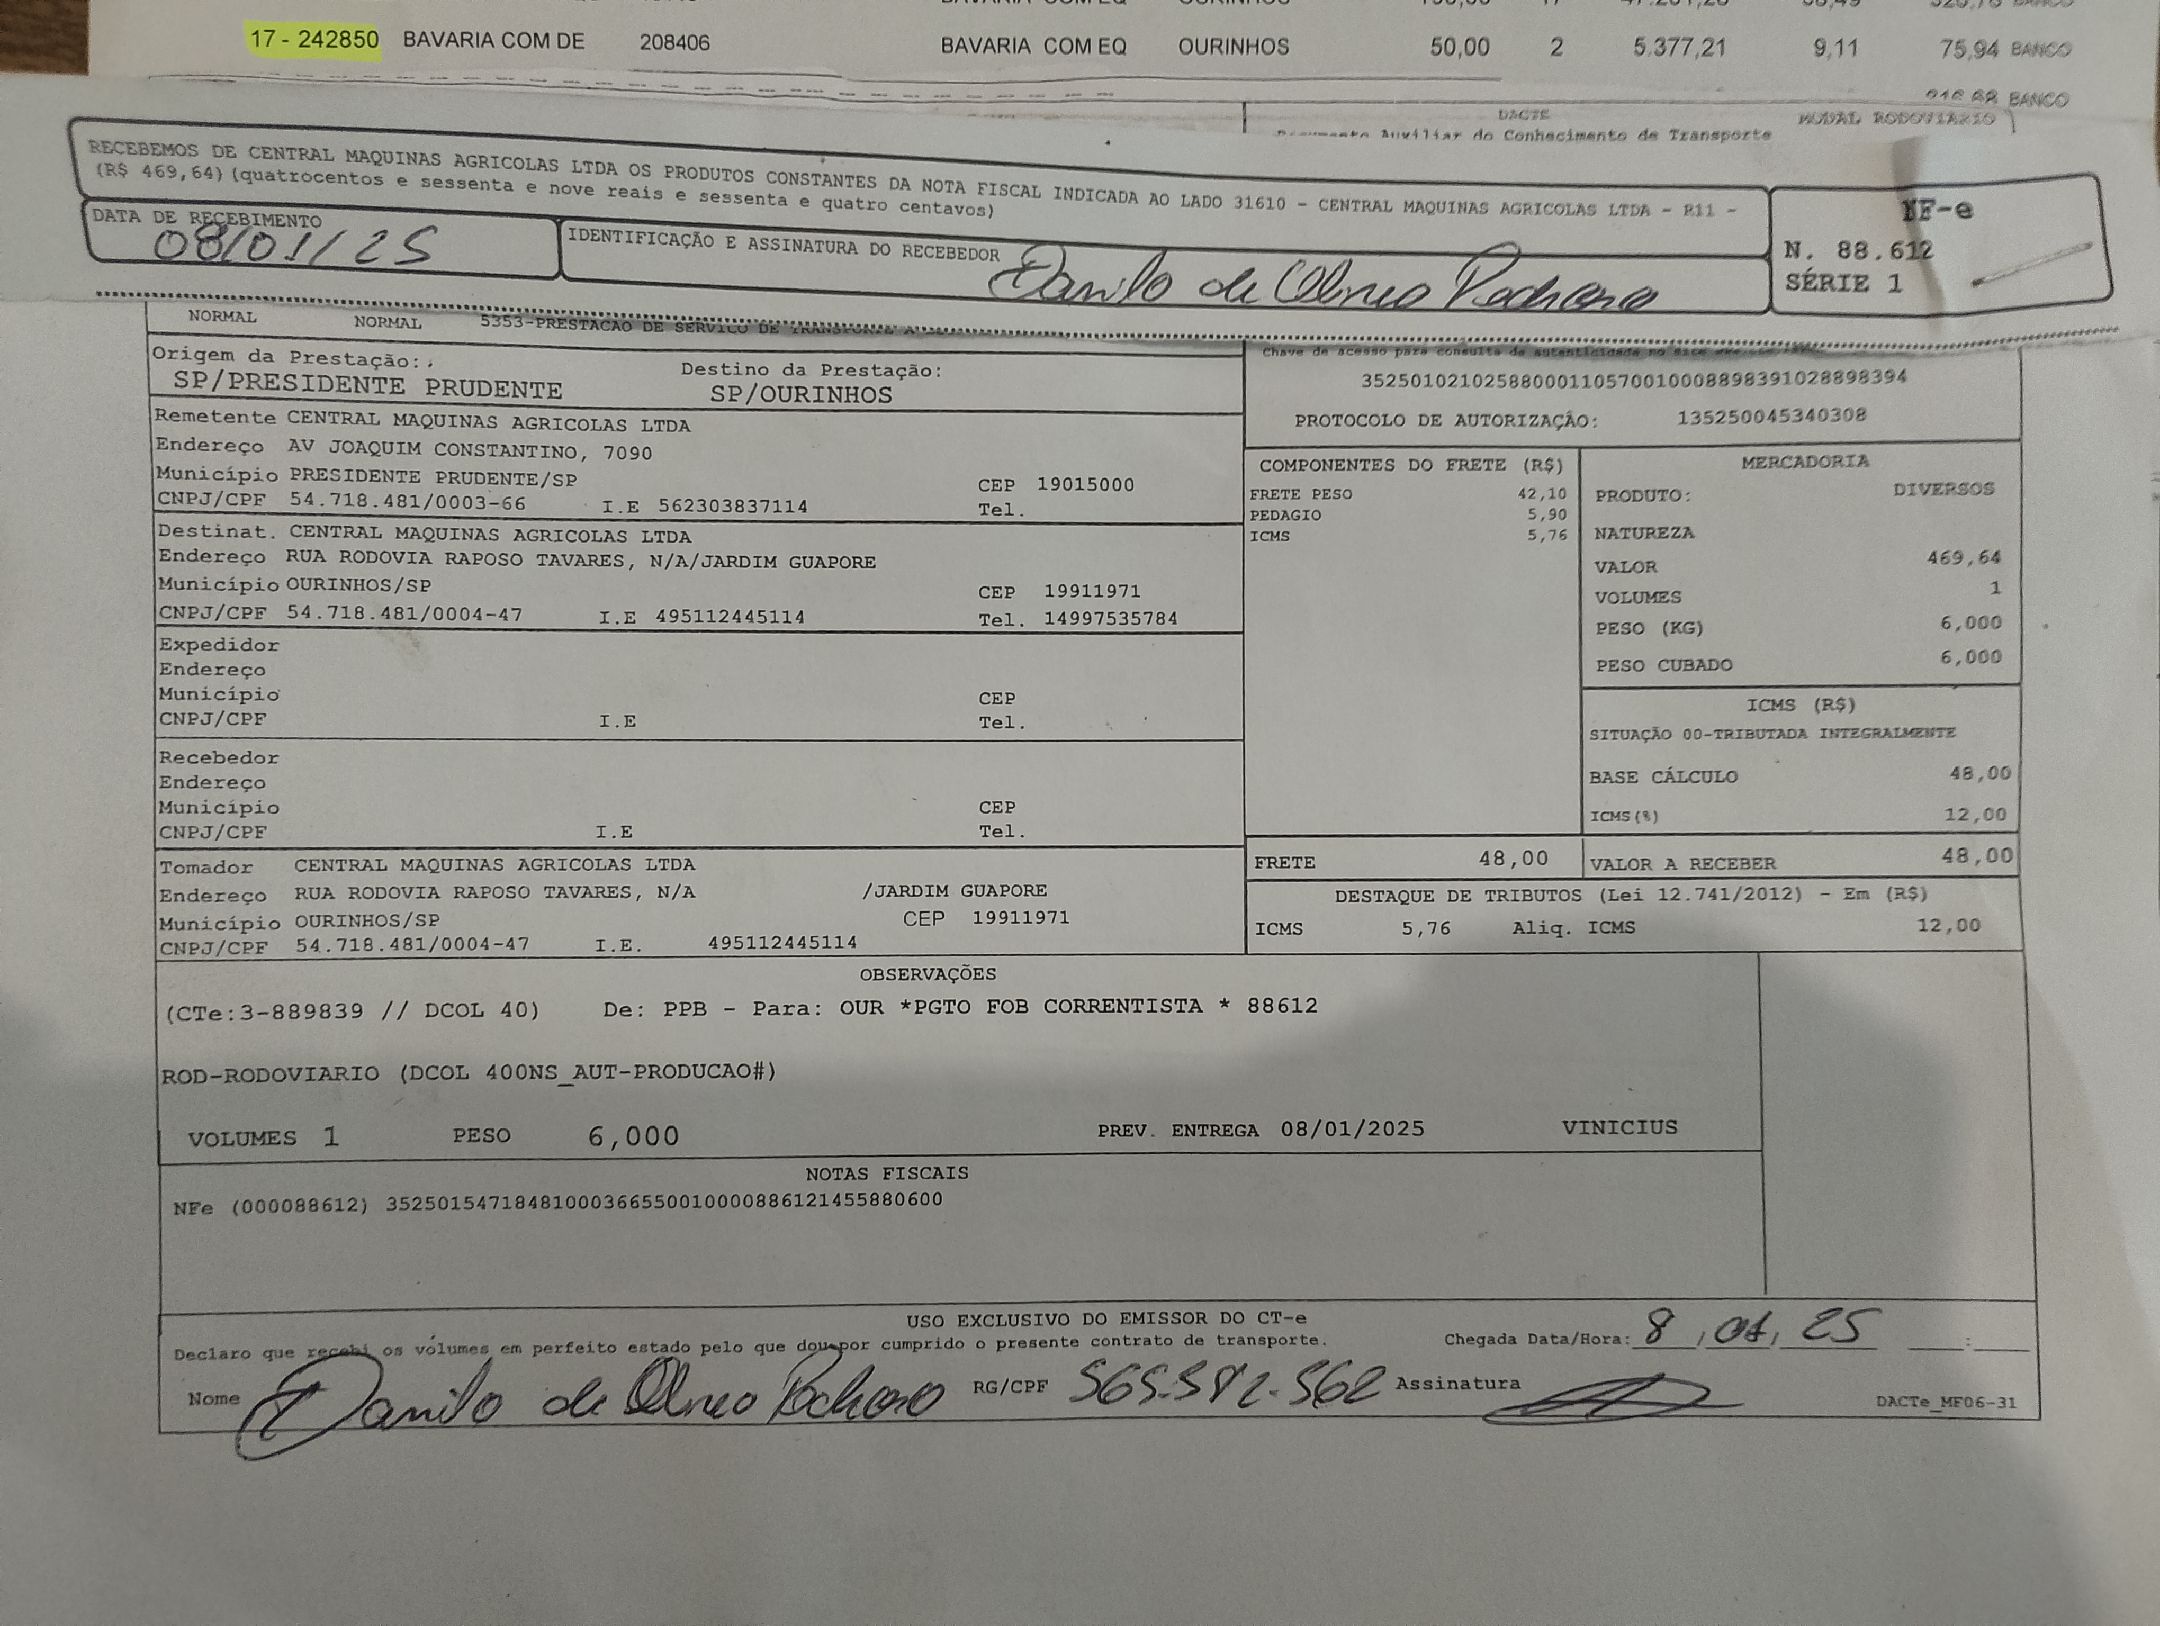 17 - 242850 BAVARIA COM DE 208406 BAVARIA COM EQ OURINHOS 50,00 2 5.377,21 9,11 75,94 BANCO
BANCO
DACTE MODAL RODOVIARIO
Documento Auxiliar do Conhecimento de Transporte
RECEBEMOS DE CENTRAL MAQUINAS AGRICOLAS LTDA OS PRODUTOS CONSTANTES DA NOTA FISCAL INDICADA AO LADO 31610 - CENTRAL MAQUINAS AGRICOLAS LTDA - R11 -
(R$ 469,64) (quatrocentos e sessenta e nove reais e sessenta e quatro centavos)
DATA DE RECEBIMENTO
08/01/25
IDENTIFICAÇÃO E ASSINATURA DO RECEBEDOR
Danilo de
NF-e
N. 88.612
SÉRIE 1
NORMAL NORMAL 5353-PRESTACAO DE SERVICO DE TRANSPORTE A
Origem da Prestação:
SP/PRESIDENTE PRUDENTE
Destino da Prestação:
SP/OURINHOS
Chave de acesso para consulta de autenticidade no site
35250102102588000110570010008898391028898394
PROTOCOLO DE AUTORIZAÇÃO: 135250045340308
Remetente CENTRAL MAQUINAS AGRICOLAS LTDA
Endereço AV JOAQUIM CONSTANTINO, 7090
Município PRESIDENTE PRUDENTE/SP CEP 19015000
CNPJ/CPF 54.718.481/0003-66 I.E 562303837114 Tel.
Destinat. CENTRAL MAQUINAS AGRICOLAS LTDA
Endereço RUA RODOVIA RAPOSO TAVARES, N/A/JARDIM GUAPORE
Município OURINHOS/SP CEP 19911971
CNPJ/CPF 54.718.481/0004-47 I.E 495112445114 Tel. 14997535784
Expedidor
Endereço
Município CEP
CNPJ/CPF I.E Tel.
Recebedor
Endereço
Município CEP
CNPJ/CPF I.E Tel.
Tomador CENTRAL MAQUINAS AGRICOLAS LTDA
Endereço RUA RODOVIA RAPOSO TAVARES, N/A /JARDIM GUAPORE
Município OURINHOS/SP CEP 19911971
CNPJ/CPF 54.718.481/0004-47 I.E. 495112445114
COMPONENTES DO FRETE (R$)
FRETE PESO 42,10
PEDAGIO 5,90
ICMS 5,76
MERCADORIA
PRODUTO: DIVERSOS
NATUREZA
VALOR 469,64
VOLUMES 1
PESO (KG) 6,000
PESO CUBADO 6,000
ICMS (R$)
SITUAÇÃO 00-TRIBUTADA INTEGRALMENTE
BASE CÁLCULO 48,00
ICMS(%) 12,00
FRETE 48,00 VALOR A RECEBER 48,00
DESTAQUE DE TRIBUTOS (Lei 12.741/2012) - Em (R$)
ICMS 5,76 Aliq. ICMS 12,00
OBSERVAÇÕES
(CTe:3-889839 // DCOL 40) De: PPB - Para: OUR *PGTO FOB CORRENTISTA * 88612
ROD-RODOVIARIO (DCOL 400NS_AUT-PRODUCAO#)
VOLUMES 1 PESO 6,000 PREV. ENTREGA 08/01/2025 VINICIUS
NOTAS FISCAIS
NFe (000088612) 35250154718481000366550010000886121455880600
USO EXCLUSIVO DO EMISSOR DO CT-e
Declaro que recebi os volumes em perfeito estado pelo que dou por cumprido o presente contrato de transporte. Chegada Data/Hora: 8, 01, 25 :
Nome Danilo de RG/CPF 565.572.562 Assinatura
DACTe_MF06-31